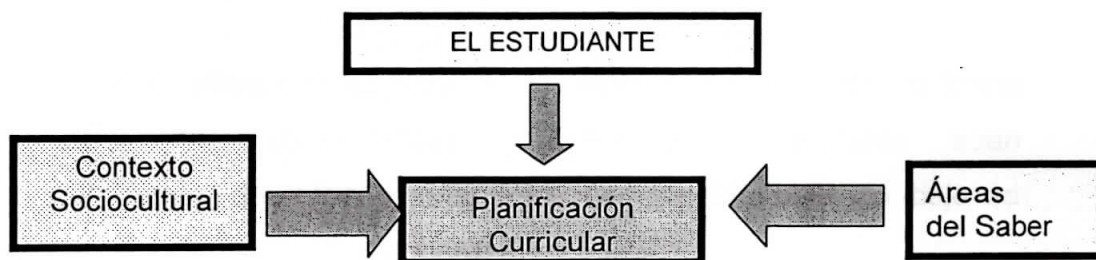 EL ESTUDIANTE
Contexto
Sociocultural
Planificación
Curricular
Áreas
del Saber